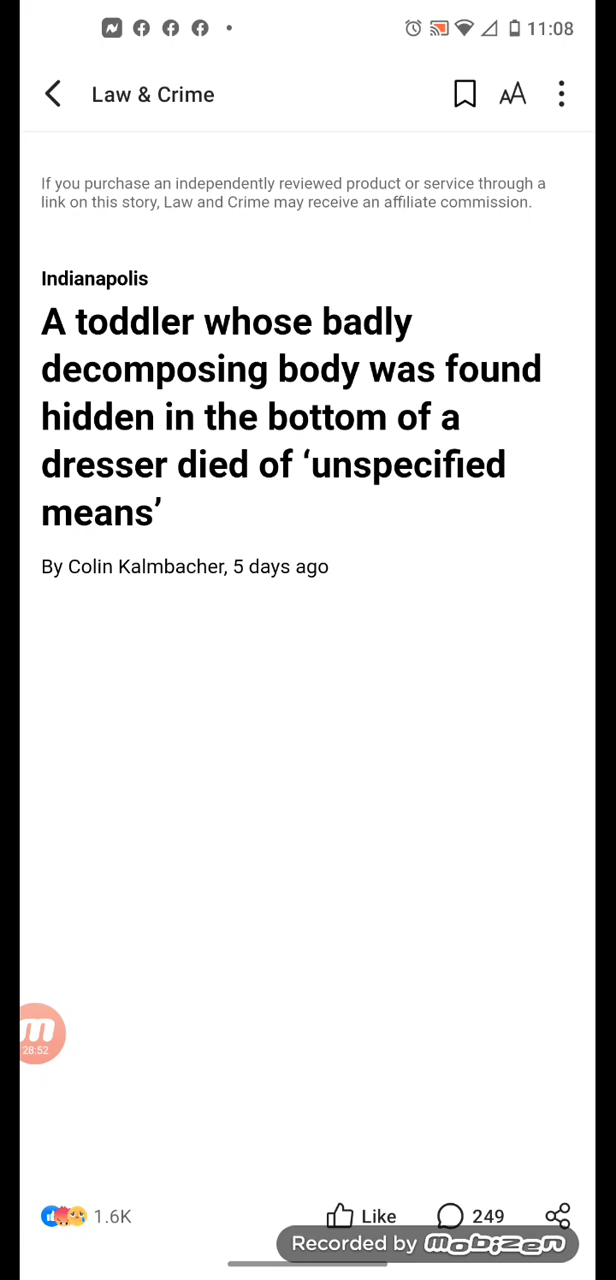 11:08
Law & Crime
AA
If you purchase an independently reviewed product or service through a
link on this story, Law and Crime may receive an affiliate commission.
Indianapolis
A toddler whose badly
decomposing body was found
hidden in the bottom of a
dresser died of ‘unspecified
means’
By Colin Kalmbacher, 5 days ago
m
28:52
1.6K Like 249
Recorded by mobizen